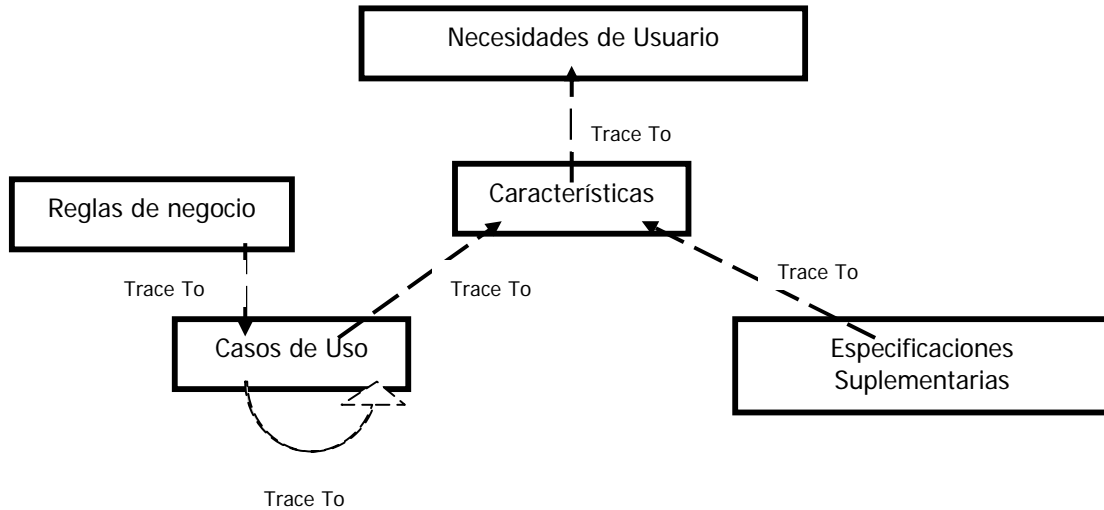 Necesidades de Usuario
Trace To
Características
Reglas de negocio
Trace To
Trace To
Trace To
Casos de Uso
Especificaciones
Suplementarias
Trace To